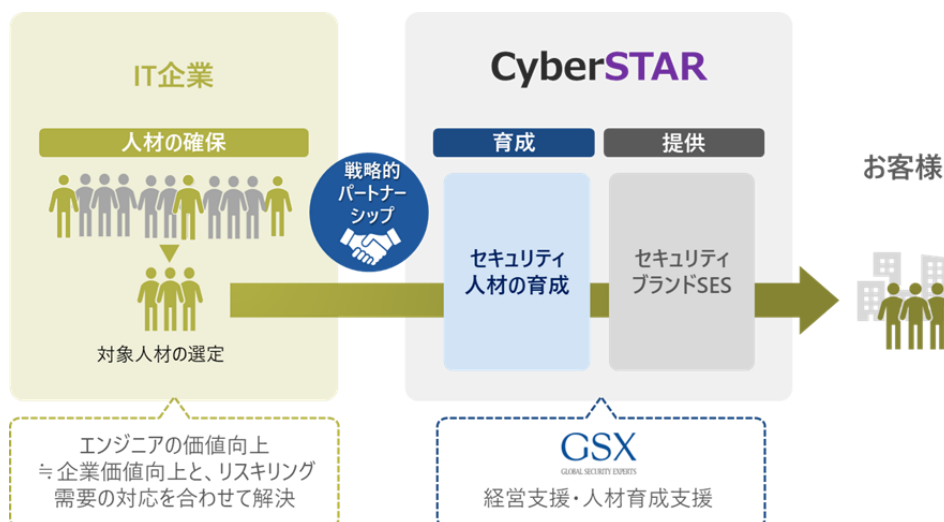 IT企業
人材の確保
対象人材の選定
戦略的
パートナー
シップ
CyberSTAR
育成
提供
セキュリティ
人材の育成
セキュリティ
ブランドSES
お客様
エンジニアの価値向上
≒企業価値向上と、リスキリング
需要の対応を合わせて解決
GSX
GLOBAL SECURITY EXPERTS
経営支援・人材育成支援